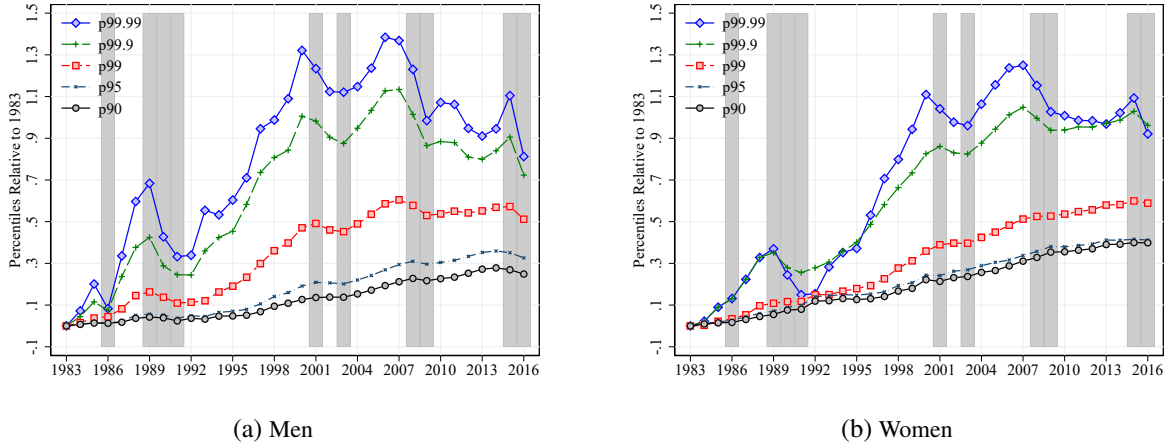 Percentiles Relative to 1983
1.5
1.3
1.1
.9
.7
.5
.3
.1
-.1
p99.99
p99.9
p99
p95
p90
1983 1986 1989 1992 1995 1998 2001 2004 2007 2010 2013 2016
(a) Men
Percentiles Relative to 1983
1.5
1.3
1.1
.9
.7
.5
.3
.1
-.1
p99.99
p99.9
p99
p95
p90
1983 1986 1989 1992 1995 1998 2001 2004 2007 2010 2013 2016
(b) Women